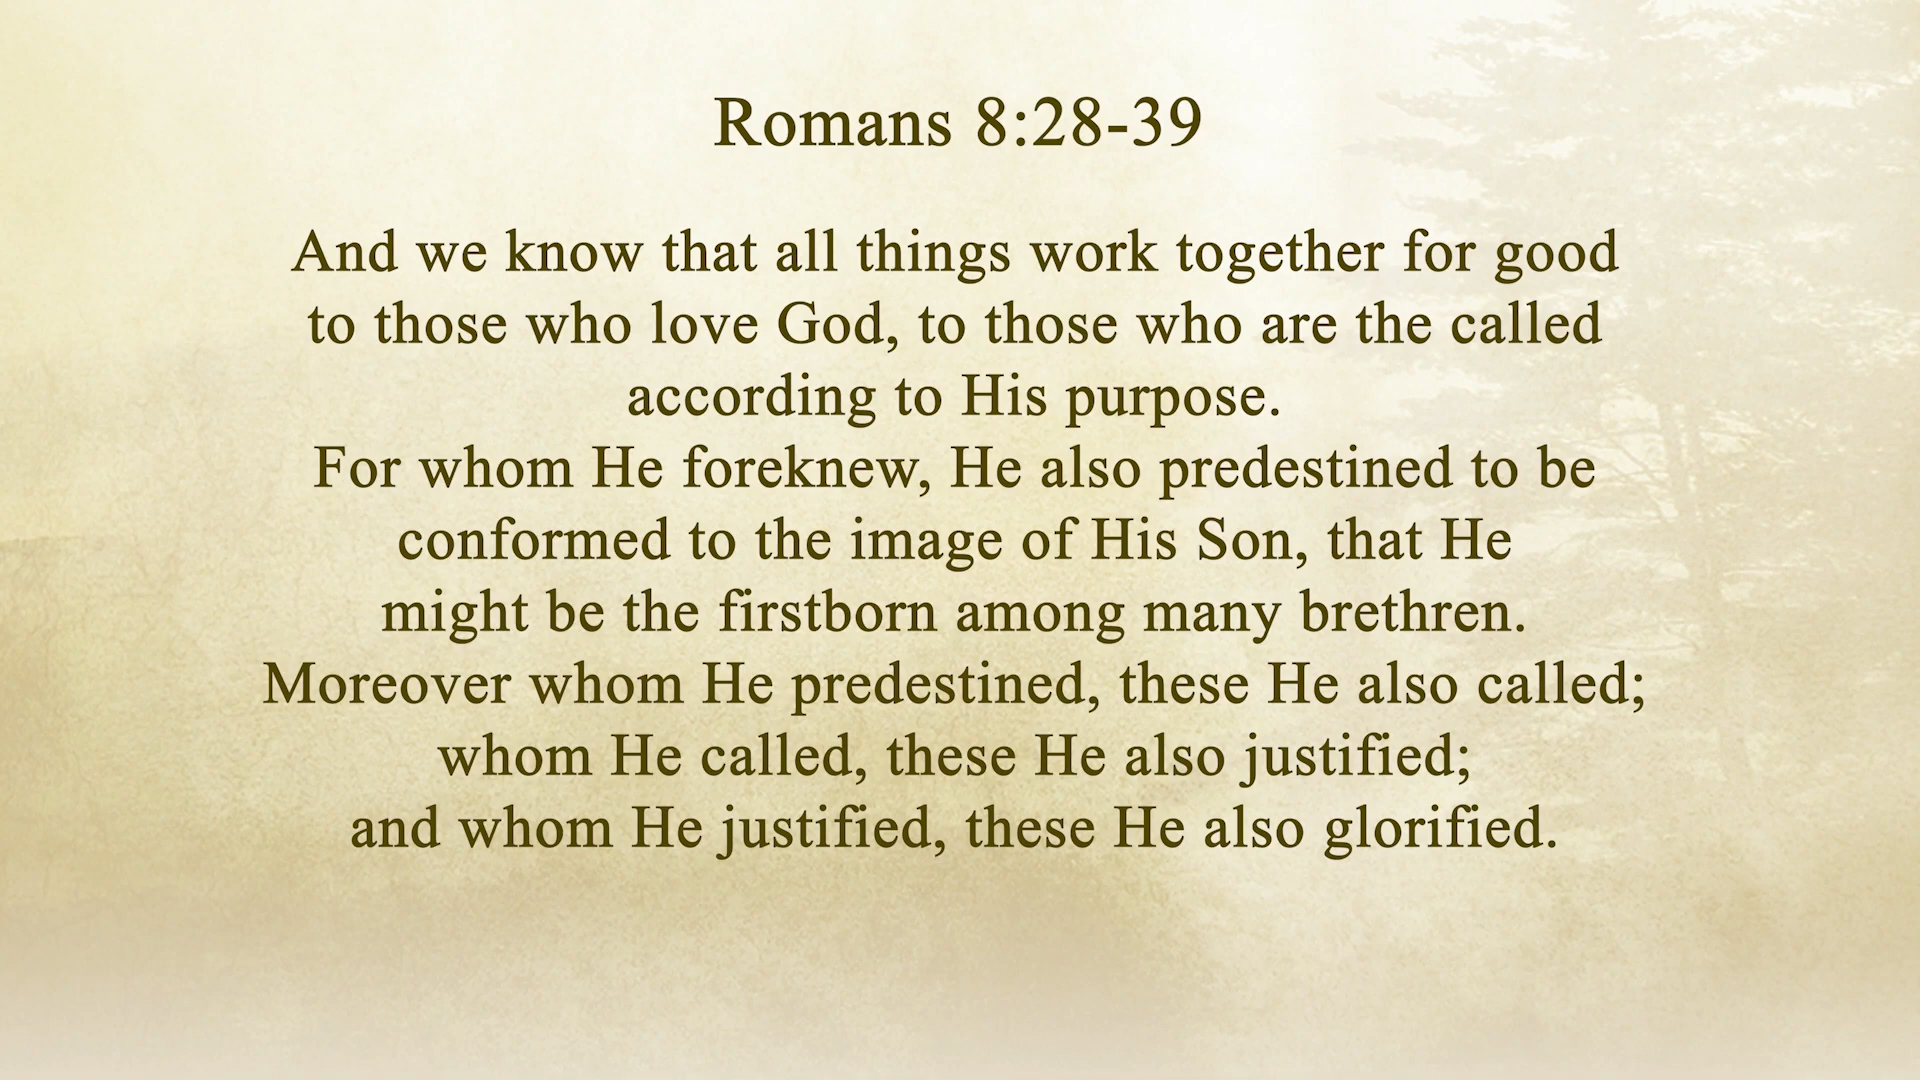 Romans 8:28-39
And we know that all things work together for good
to those who love God, to those who are the called
according to His purpose.
For whom He foreknew, He also predestined to be
conformed to the image of His Son, that He
might be the firstborn among many brethren.
Moreover whom He predestined, these He also called;
whom He called, these He also justified;
and whom He justified, these He also glorified.